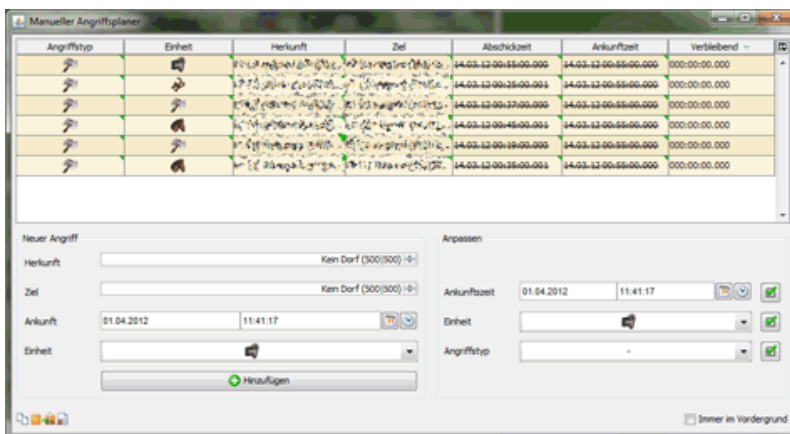 Manueller Angriffsplaner
Angriffstyp Einheit Herkunft Ziel Abschickzeit Ankunftzeit Verbleibend
14.03.12 00:55:00.000 14.03.12 00:55:00.000 000:00:00.000
14.03.12 00:25:00.001 14.03.12 00:55:00.000 000:00:00.000
14.03.12 00:37:00.000 14.03.12 00:55:00.000 000:00:00.000
14.03.12 00:45:00.001 14.03.12 00:55:00.000 000:00:00.000
14.03.12 00:19:00.000 14.03.12 00:55:00.000 000:00:00.000
14.03.12 00:35:00.001 14.03.12 00:55:00.000 000:00:00.000
Neuer Angriff
Herkunft Kein Dorf (500|500)
Ziel Kein Dorf (500|500)
Ankunft 01.04.2012 11:41:17
Einheit
Hinzufügen
Anpassen
Ankunftszeit 01.04.2012 11:41:17
Einheit
Angriffstyp -
Immer im Vordergrund